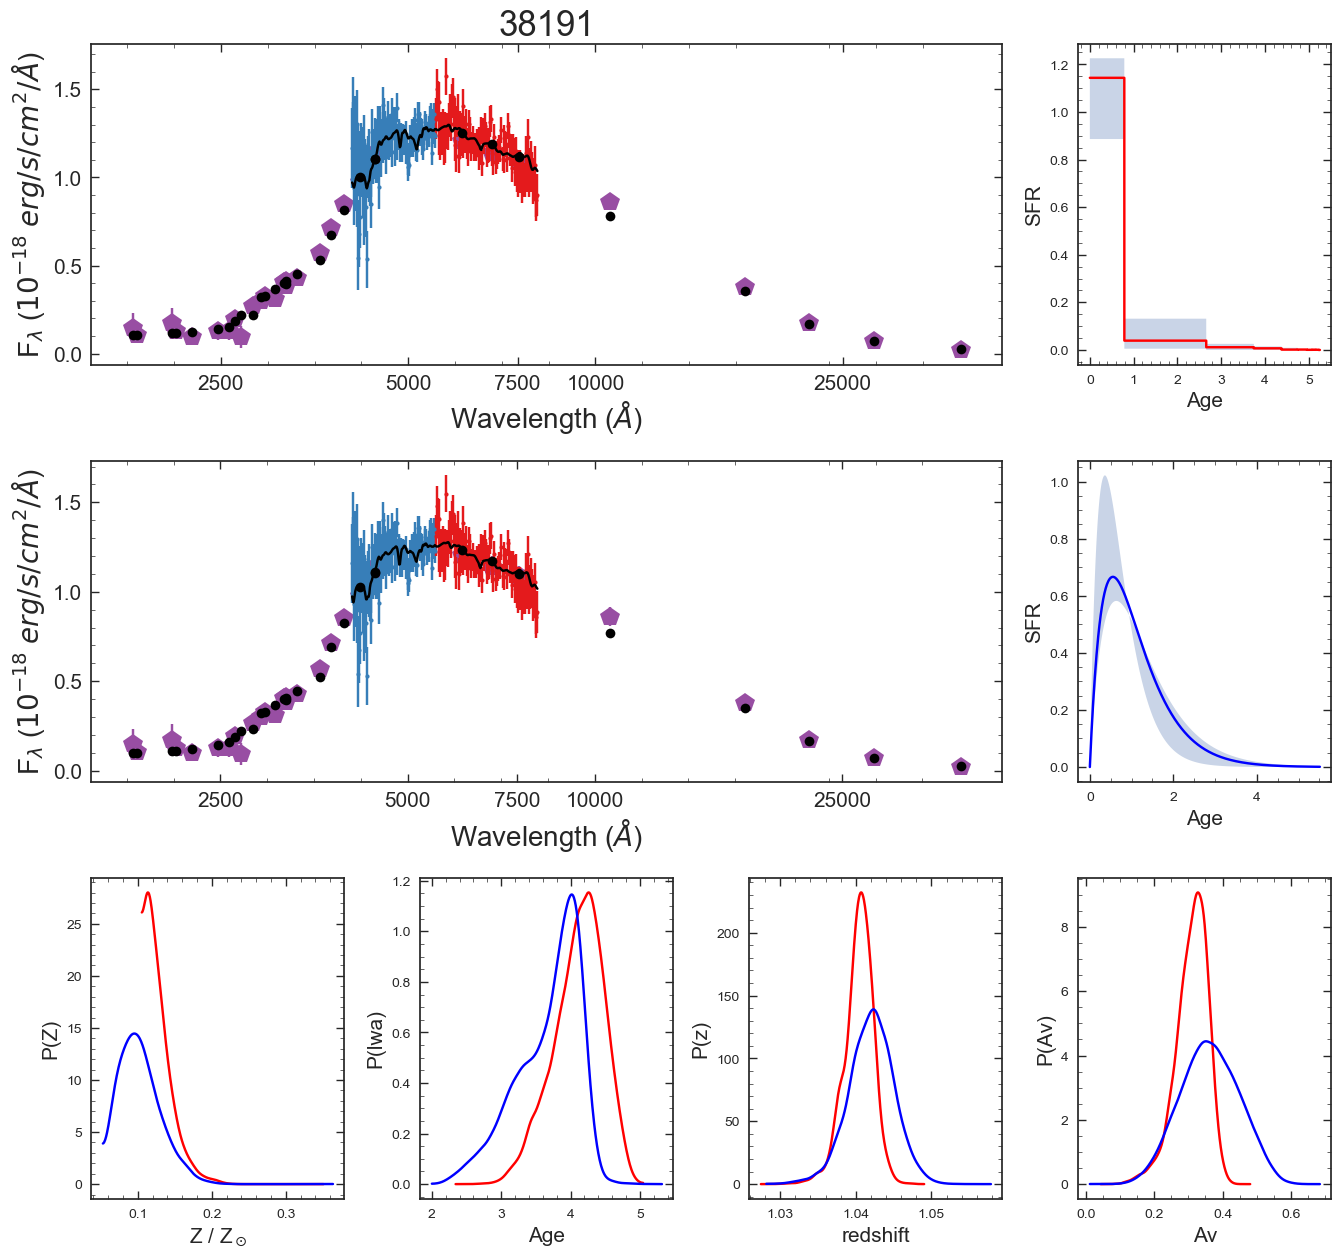 38191
1.5
1.0
0.5
0.0
F_λ (10^−18 erg/s/cm^2/Å)
2500 5000 7500 10000 25000
Wavelength (Å)
1.2
1.0
0.8
0.6
0.4
0.2
0.0
SFR
0 1 2 3 4 5
Age
1.5
1.0
0.5
0.0
F_λ (10^−18 erg/s/cm^2/Å)
2500 5000 7500 10000 25000
Wavelength (Å)
1.0
0.8
0.6
0.4
0.2
0.0
SFR
0 2 4
Age
25
20
15
10
5
0
P(Z)
0.1 0.2 0.3
Z / Z_⊙
1.2
1.0
0.8
0.6
0.4
0.2
0.0
P(lwa)
2 3 4 5
Age
200
150
100
50
0
P(z)
1.03 1.04 1.05
redshift
8
6
4
2
0
P(Av)
0.0 0.2 0.4 0.6
Av